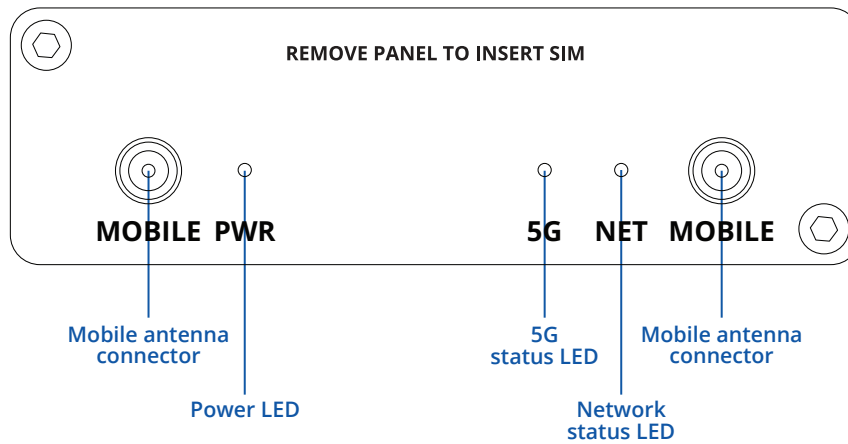 REMOVE PANEL TO INSERT SIM
MOBILE PWR 5G NET MOBILE
Mobile antenna
connector
5G
status LED
Mobile antenna
connector
Power LED
Network
status LED